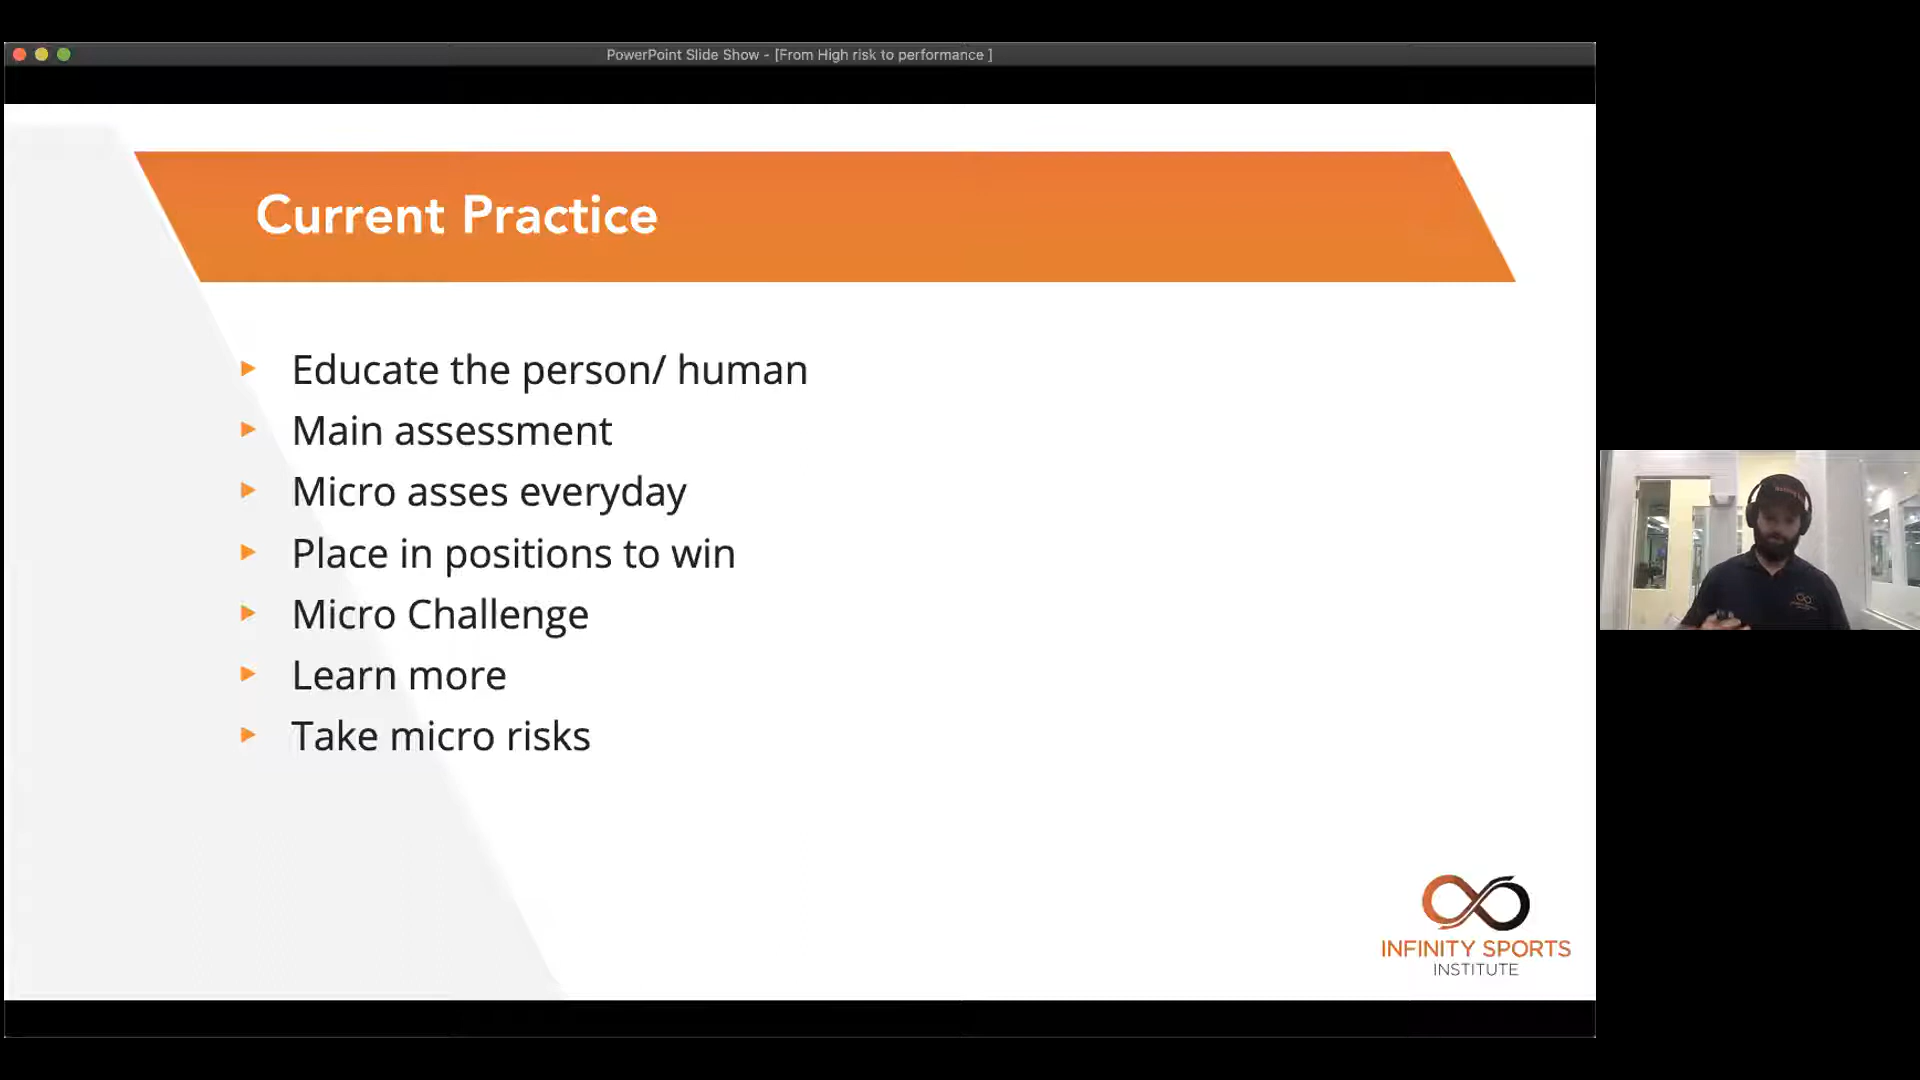 PowerPoint Slide Show - [From High risk to performance ]
Current Practice
Educate the person/ human
Main assessment
Micro asses everyday
Place in positions to win
Micro Challenge
Learn more
Take micro risks
INFINITY SPORTS
INSTITUTE